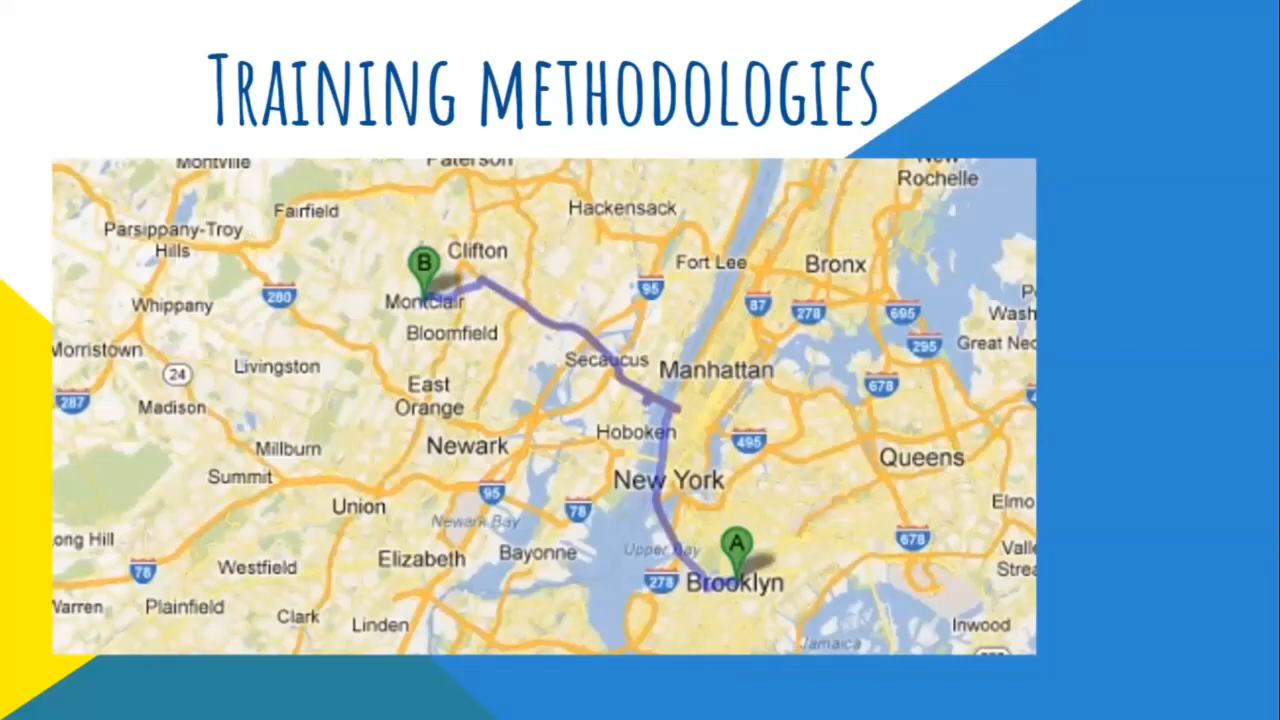 TRAINING METHODOLOGIES
Montville
Paterson
New
Rochelle
Hackensack
Fairfield
Parsippany-Troy
Hills
B
Clifton
Fort Lee
Bronx
280
95
87
278
695
Montclair
Whippany
Bloomfield
Wash
295
Great Nec
Morristown
Secaucus
Manhattan
24
Livingston
East
Orange
678
287
Madison
Hoboken
495
Millburn
Newark
Queens
Summit
New York
95
78
Union
Newark Bay
Elmo
ong Hill
Elizabeth
Bayonne
Upper Bay
A
678
Valle
Strea
78
Westfield
278
Brooklyn
Warren
Plainfield
Clark
Linden
Inwood
Jamaica